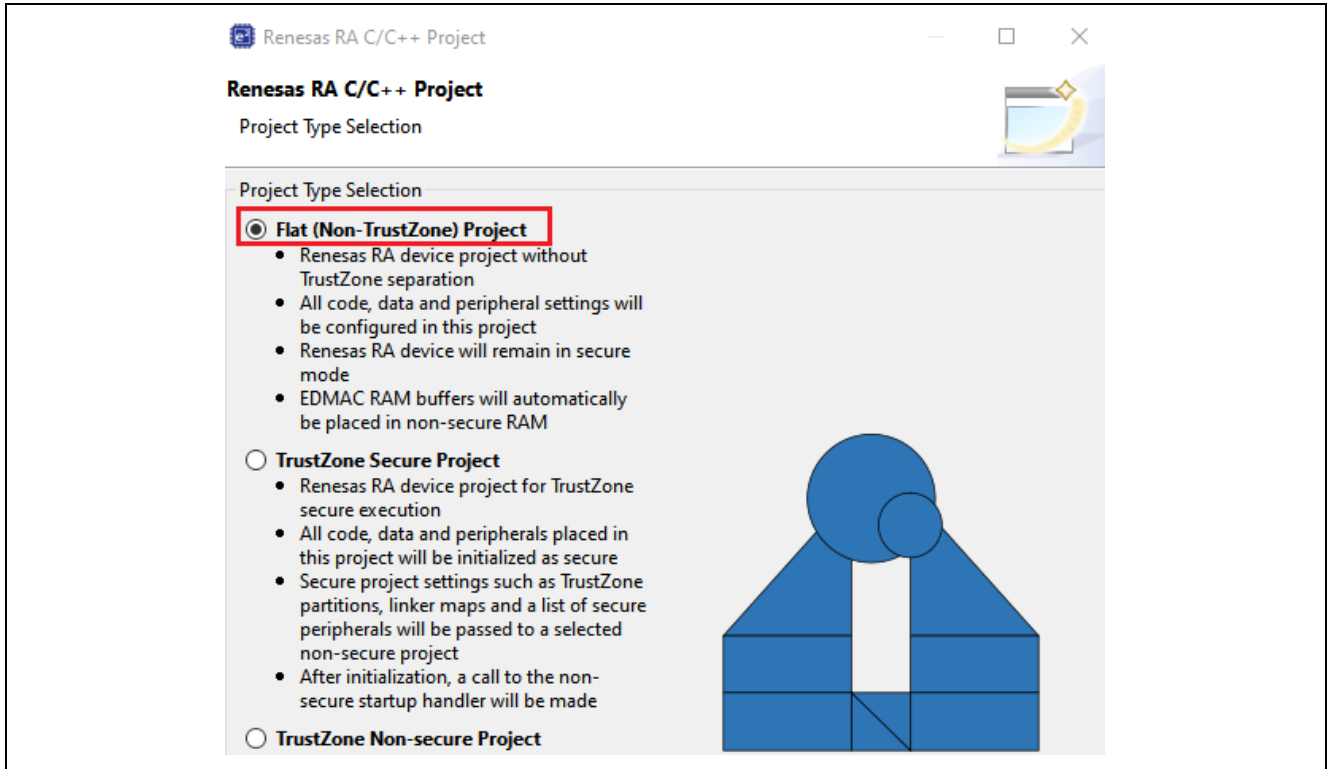 Renesas RA C/C++ Project
Renesas RA C/C++ Project
Project Type Selection
Project Type Selection
Flat (Non-TrustZone) Project
• Renesas RA device project without
TrustZone separation
• All code, data and peripheral settings will
be configured in this project
• Renesas RA device will remain in secure
mode
• EDMAC RAM buffers will automatically
be placed in non-secure RAM
TrustZone Secure Project
• Renesas RA device project for TrustZone
secure execution
• All code, data and peripherals placed in
this project will be initialized as secure
• Secure project settings such as TrustZone
partitions, linker maps and a list of secure
peripherals will be passed to a selected
non-secure project
• After initialization, a call to the non-
secure startup handler will be made
TrustZone Non-secure Project